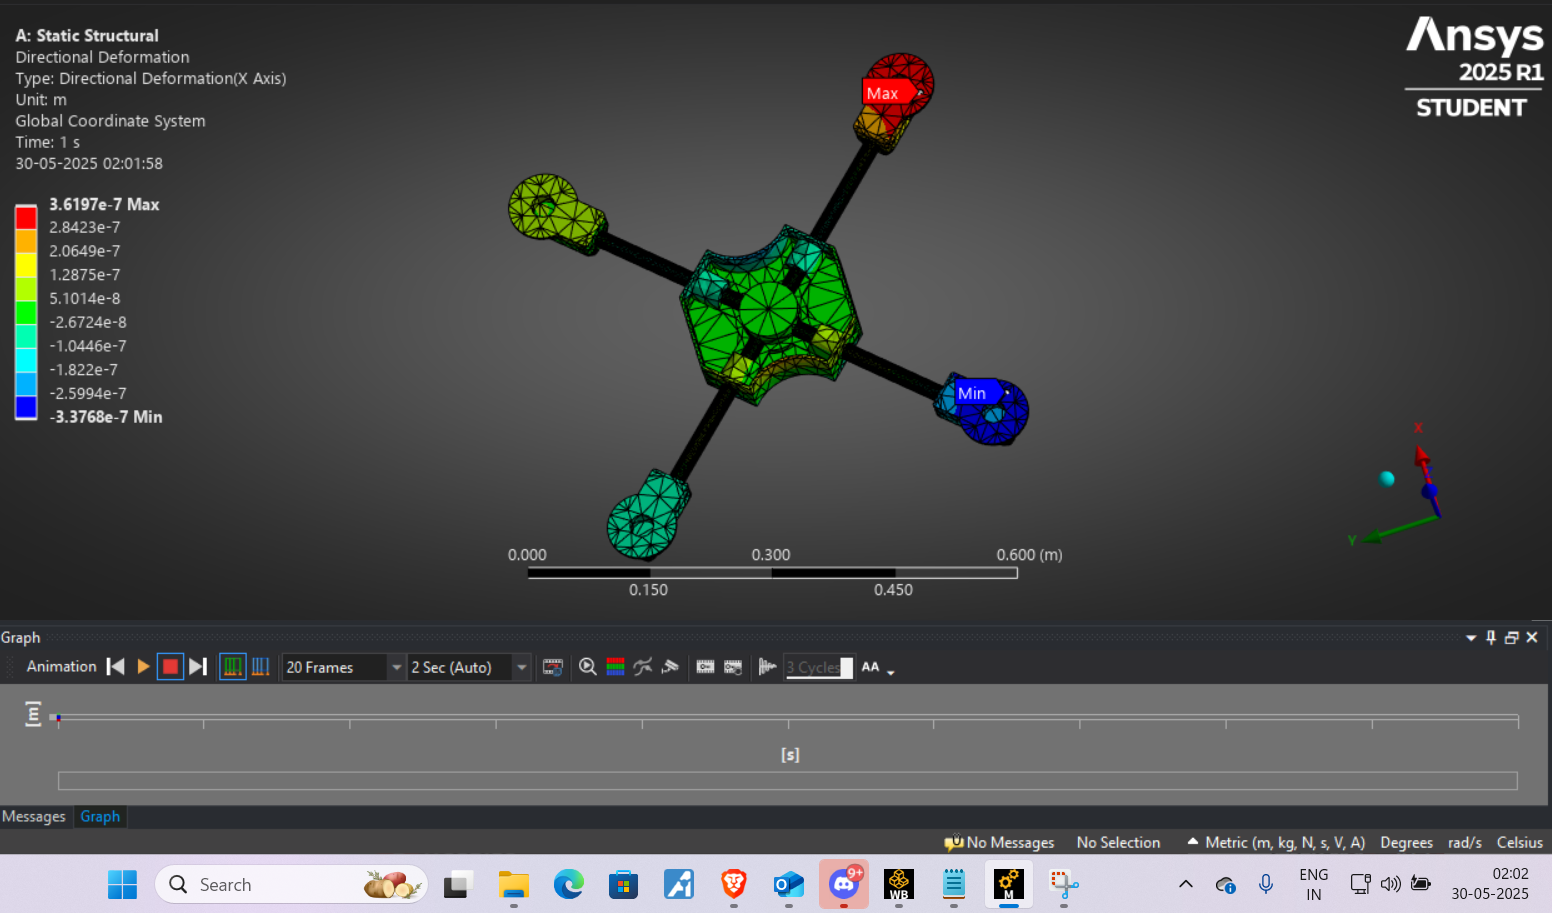 A: Static Structural
Directional Deformation
Type: Directional Deformation(X Axis)
Unit: m
Global Coordinate System
Time: 1 s
30-05-2025 02:01:58
3.6197e-7 Max
2.8423e-7
2.0649e-7
1.2875e-7
5.1014e-8
-2.6724e-8
-1.0446e-7
-1.822e-7
-2.5994e-7
-3.3768e-7 Min
Ansys
2025 R1
STUDENT
Max
Min
X
Y
0.000 0.300 0.600 (m)
0.150 0.450
Graph
Animation 20 Frames 2 Sec (Auto) 3 Cycles AA
[m]
[s]
Messages Graph
No Messages No Selection Metric (m, kg, N, s, V, A) Degrees rad/s Celsius
Search 9+ WB M ENG IN 02:02 30-05-2025